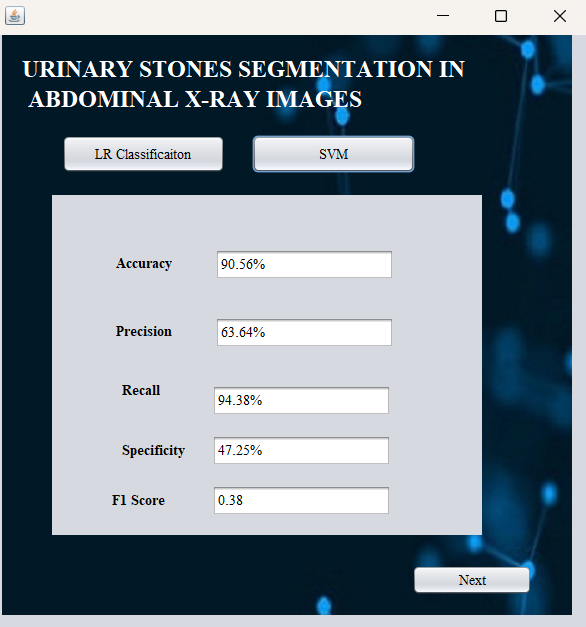 URINARY STONES SEGMENTATION IN
ABDOMINAL X-RAY IMAGES
LR Classificaiton
SVM
Accuracy
90.56%
Precision
63.64%
Recall
94.38%
Specificity
47.25%
F1 Score
0.38
Next